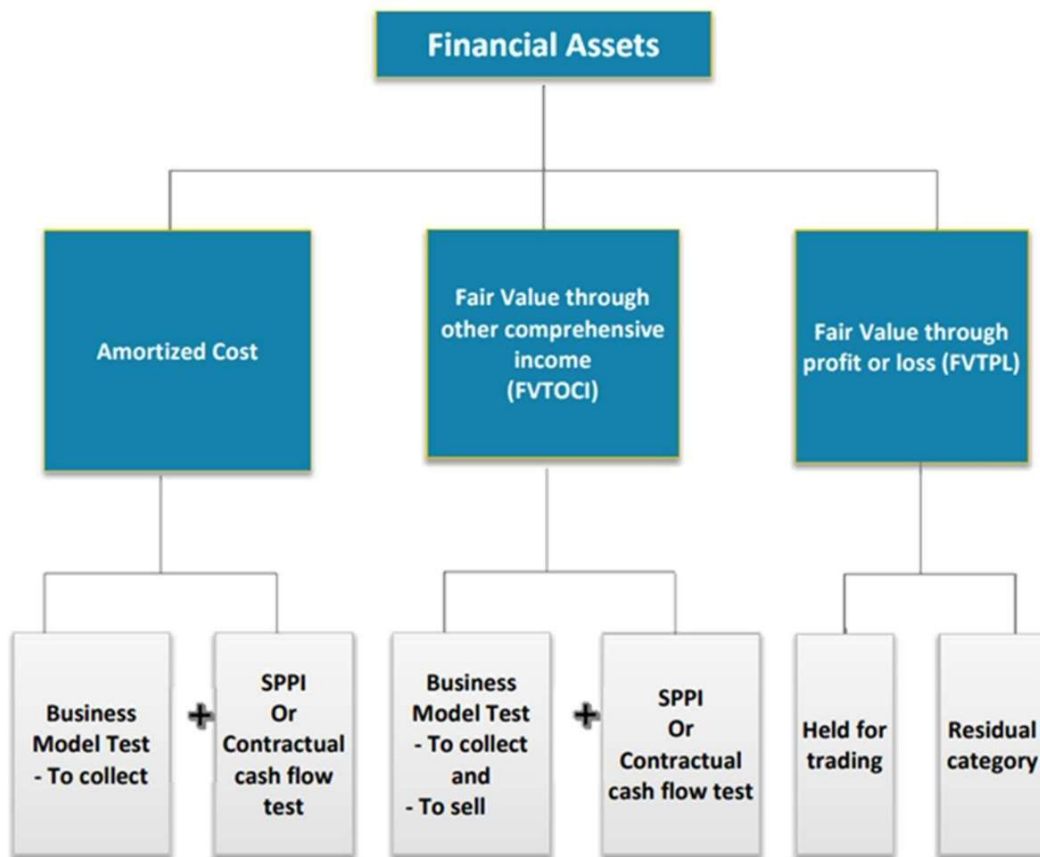 Financial Assets
Amortized Cost
Fair Value through
other comprehensive
income
(FVTOCI)
Fair Value through
profit or loss (FVTPL)
Business
Model Test
- To collect
+
SPPI
Or
Contractual
cash flow
test
Business
Model Test
- To collect
and
- To sell
+
SPPI
Or
Contractual
cash flow test
Held for
trading
Residual
category